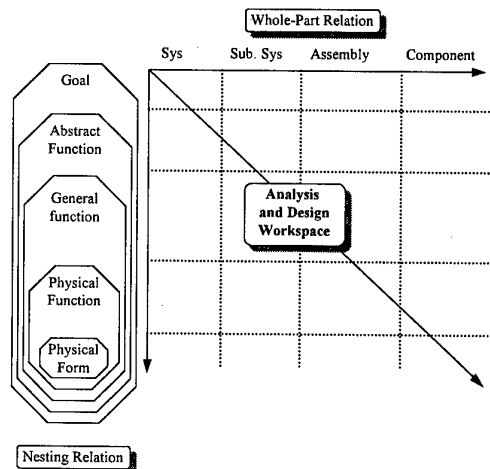 Whole-Part Relation
Sys Sub. Sys Assembly Component
Goal
Abstract
Function
General
function
Physical
Function
Physical
Form
Analysis
and Design
Workspace
Nesting Relation